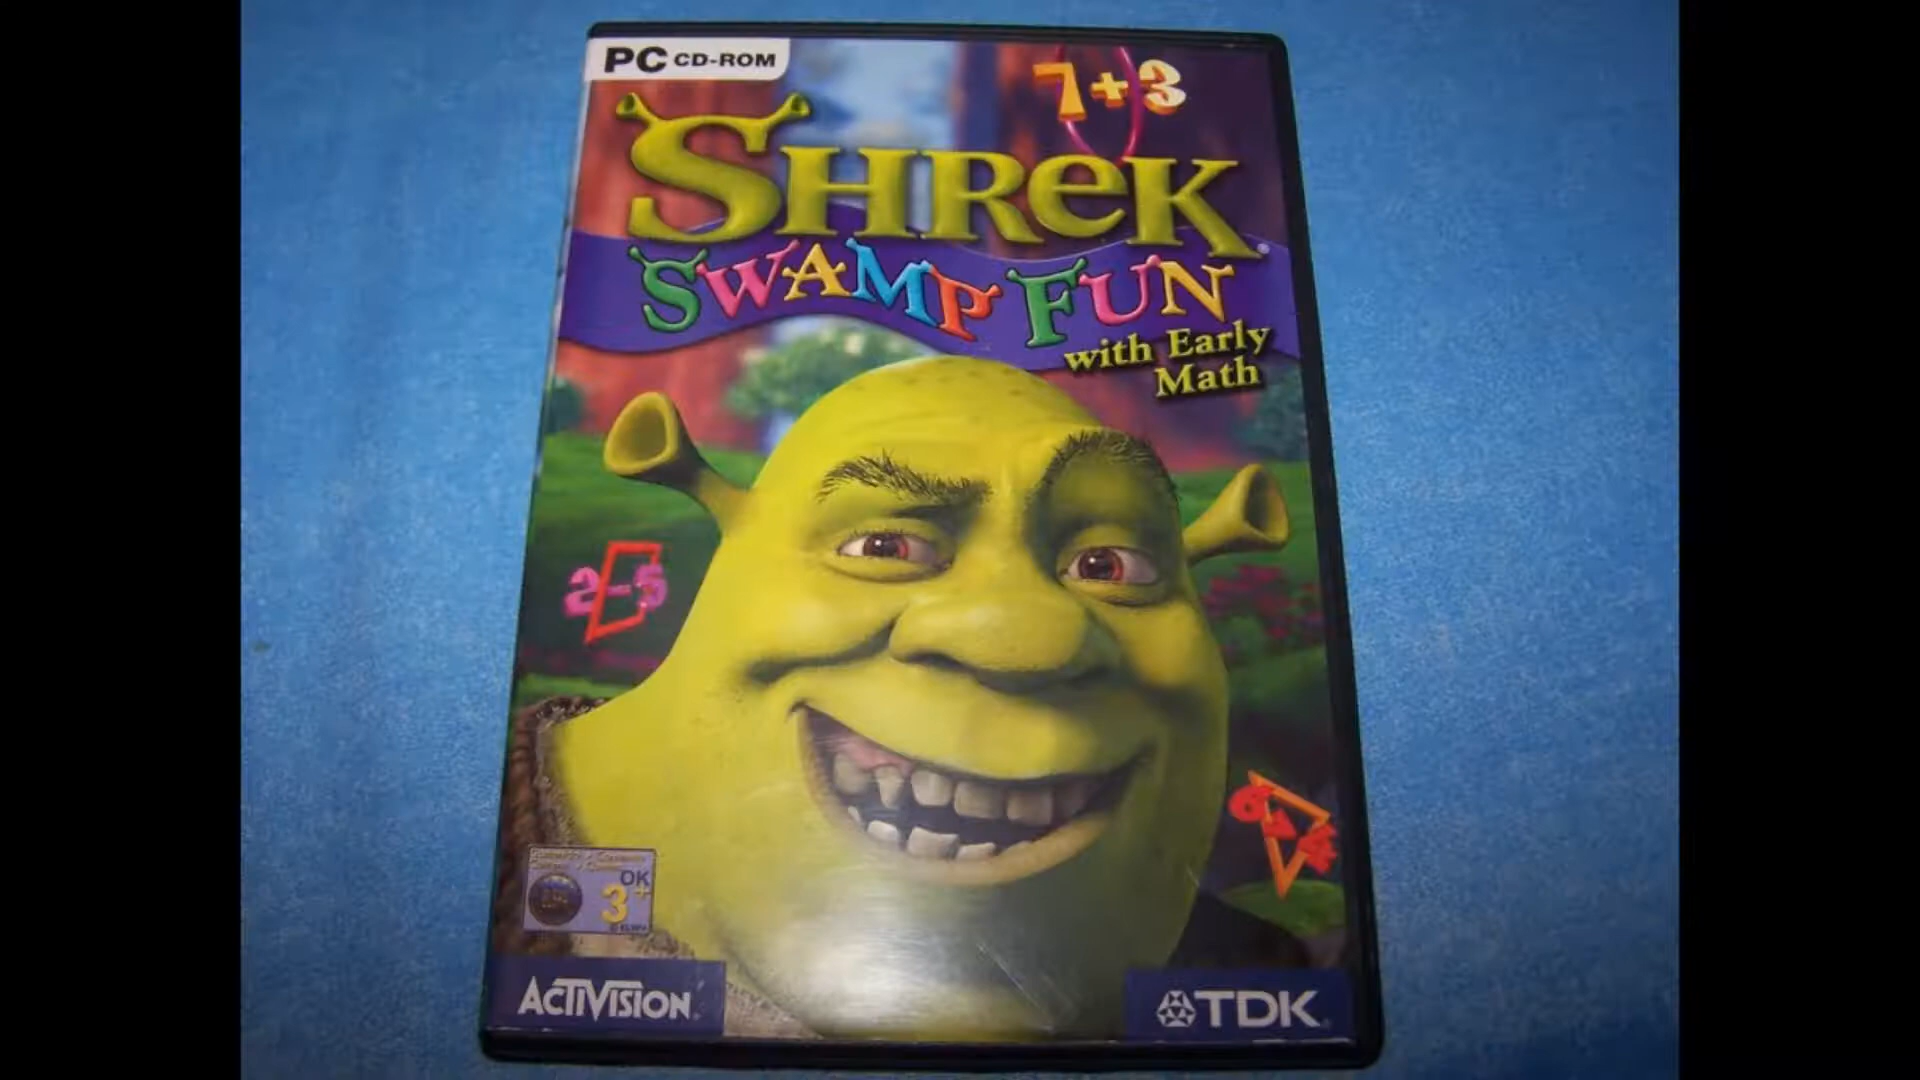 PC CD-ROM
7+3
SHReK
SWAMP FUN
with Early
Math
2-5
OK
3+
ACTIVISION
TDK